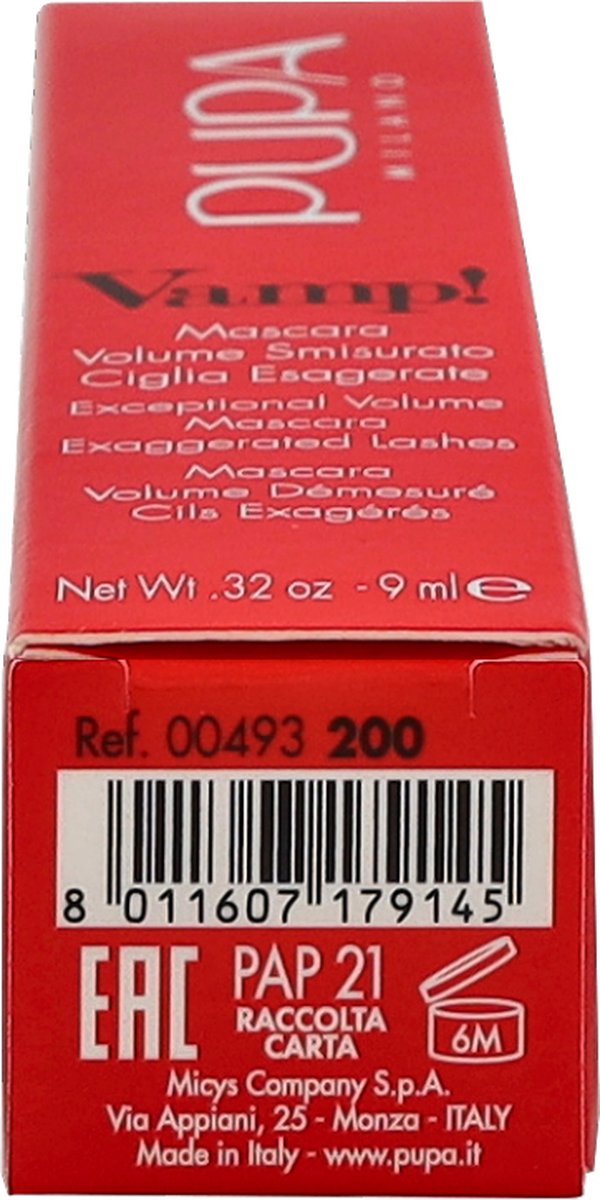 PUPA
MILANO
Vamp!
Mascara
Volume Smisurato
Ciglia Esagerate
Exceptional Volume
Mascara
Exaggerated Lashes
Mascara
Volume Démesuré
Cils Exagérés
Net Wt .32 oz - 9 ml ℮
Ref. 00493 200
8 011607 179145
EAC
PAP 21
RACCOLTA
CARTA
6M
Micys Company S.p.A.
Via Appiani, 25 - Monza - ITALY
Made in Italy - www.pupa.it